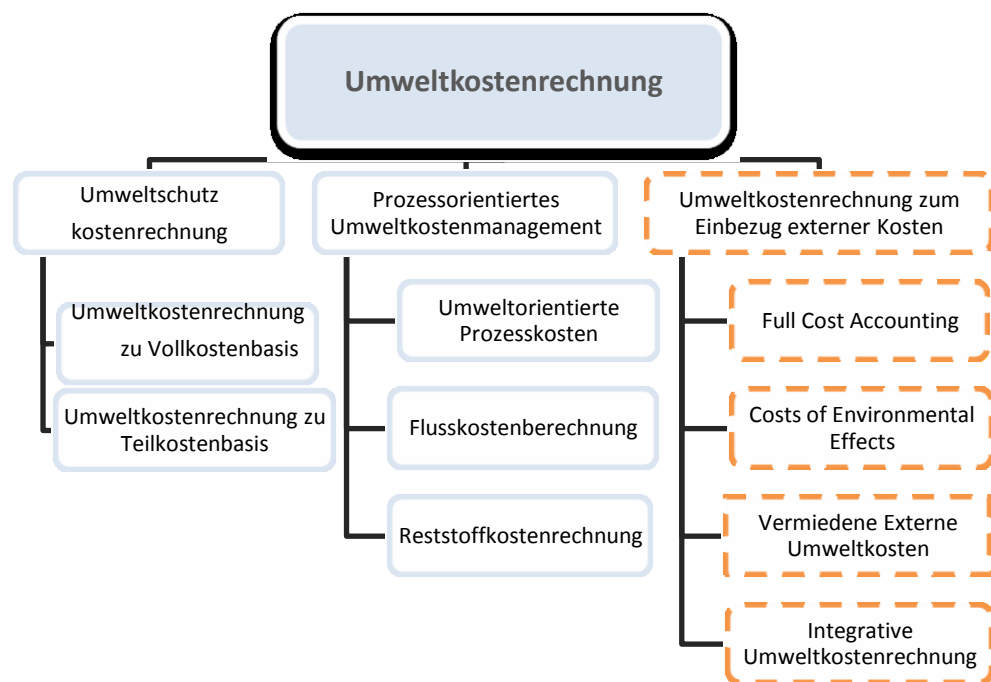 Umweltkostenrechnung
Umweltschutz
kostenrechnung
Umweltkostenrechnung
zu Vollkostenbasis
Umweltkostenrechnung zu
Teilkostenbasis
Prozessorientiertes
Umweltkostenmanagement
Umweltorientierte
Prozesskosten
Flusskostenberechnung
Reststoffkostenrechnung
Umweltkostenrechnung zum
Einbezug externer Kosten
Full Cost Accounting
Costs of Environmental
Effects
Vermiedene Externe
Umweltkosten
Integrative
Umweltkostenrechnung